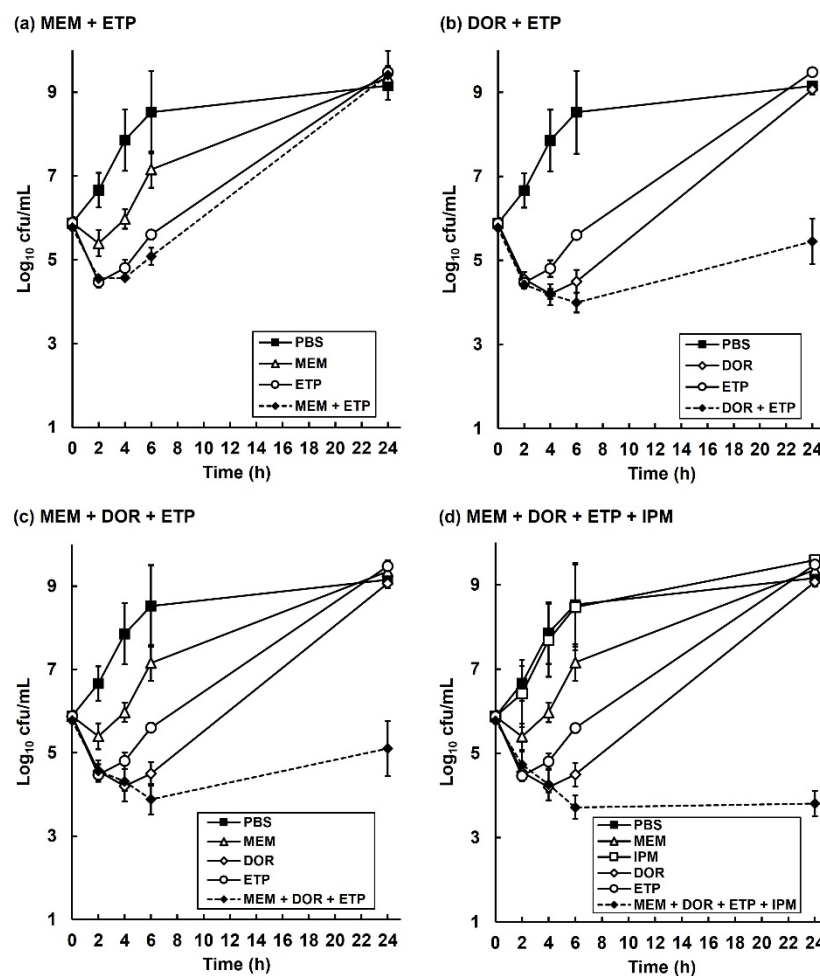 (a) MEM + ETP
9
7
5
3
1
Log₁₀ cfu/mL
0 2 4 6 8 10 12 14 16 18 20 22 24
Time (h)
PBS
MEM
ETP
MEM + ETP
(b) DOR + ETP
9
7
5
3
1
Log₁₀ cfu/mL
0 2 4 6 8 10 12 14 16 18 20 22 24
Time (h)
PBS
DOR
ETP
DOR + ETP
(c) MEM + DOR + ETP
9
7
5
3
1
Log₁₀ cfu/mL
0 2 4 6 8 10 12 14 16 18 20 22 24
Time (h)
PBS
MEM
DOR
ETP
MEM + DOR + ETP
(d) MEM + DOR + ETP + IPM
9
7
5
3
1
Log₁₀ cfu/mL
0 2 4 6 8 10 12 14 16 18 20 22 24
Time (h)
PBS
MEM
IPM
DOR
ETP
MEM + DOR + ETP + IPM